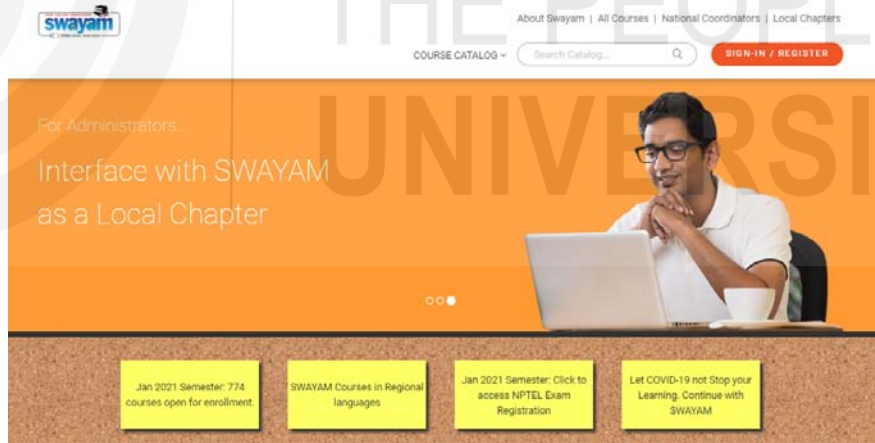 swayam
About Swayam | All Courses | National Coordinators | Local Chapters
COURSE CATALOG
Search Catalog...
SIGN-IN / REGISTER
THE PEOPL
UNIVERSI
For Administrators...
Interface with SWAYAM
as a Local Chapter
Jan 2021 Semester: 774
courses open for enrollment.
SWAYAM Courses in Regional
languages
Jan 2021 Semester: Click to
access NPTEL Exam
Registration
Let COVID-19 not Stop your
Learning. Continue with
SWAYAM